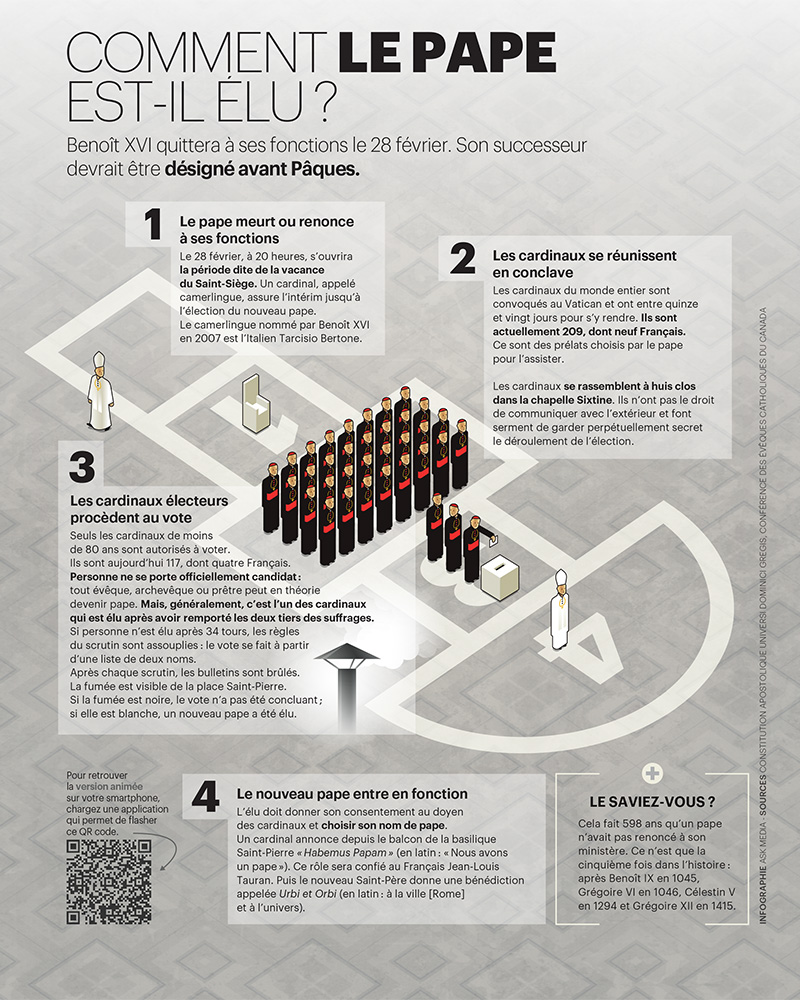 COMMENT LE PAPE
EST-IL ÉLU ?
Benoît XVI quittera à ses fonctions le 28 février. Son successeur
devrait être désigné avant Pâques.
1
Le pape meurt ou renonce
à ses fonctions
Le 28 février, à 20 heures, s’ouvrira
la période dite de la vacance
du Saint-Siège. Un cardinal, appelé
camerlingue, assure l’intérim jusqu’à
l’élection du nouveau pape.
Le camerlingue nommé par Benoît XVI
en 2007 est l’Italien Tarcisio Bertone.
2
Les cardinaux se réunissent
en conclave
Les cardinaux du monde entier sont
convoqués au Vatican et ont entre quinze
et vingt jours pour s’y rendre. Ils sont
actuellement 209, dont neuf Français.
Ce sont des prélats choisis par le pape
pour l’assister.
Les cardinaux se rassemblent à huis clos
dans la chapelle Sixtine. Ils n’ont pas le droit
de communiquer avec l’extérieur et font
serment de garder perpétuellement secret
le déroulement de l’élection.
3
Les cardinaux électeurs
procèdent au vote
Seuls les cardinaux de moins
de 80 ans sont autorisés à voter.
Ils sont aujourd’hui 117, dont quatre Français.
Personne ne se porte officiellement candidat :
tout évêque, archevêque ou prêtre peut en théorie
devenir pape. Mais, généralement, c’est l’un des cardinaux
qui est élu après avoir remporté les deux tiers des suffrages.
Si personne n’est élu après 34 tours, les règles
du scrutin sont assouplies : le vote se fait à partir
d’une liste de deux noms.
Après chaque scrutin, les bulletins sont brûlés.
La fumée est visible de la place Saint-Pierre.
Si la fumée est noire, le vote n’a pas été concluant ;
si elle est blanche, un nouveau pape a été élu.
Pour retrouver
la version animée
sur votre smartphone,
chargez une application
qui permet de flasher
ce QR code.
4
Le nouveau pape entre en fonction
L’élu doit donner son consentement au doyen
des cardinaux et choisir son nom de pape.
Un cardinal annonce depuis le balcon de la basilique
Saint-Pierre « Habemus Papam » (en latin : « Nous avons
un pape »). Ce rôle sera confié au Français Jean-Louis
Tauran. Puis le nouveau Saint-Père donne une bénédiction
appelée Urbi et Orbi (en latin : à la ville [Rome]
et à l’univers).
LE SAVIEZ-VOUS ?
Cela fait 598 ans qu’un pape
n’avait pas renoncé à son
ministère. Ce n’est que la
cinquième fois dans l’histoire :
après Benoît IX en 1045,
Grégoire VI en 1046, Célestin V
en 1294 et Grégoire XII en 1415.
INFOGRAPHIE ASK MEDIA - SOURCES CONSTITUTION APOSTOLIQUE UNIVERSI DOMINICI GREGIS, CONFÉRENCE DES ÉVÊQUES CATHOLIQUES DU CANADA